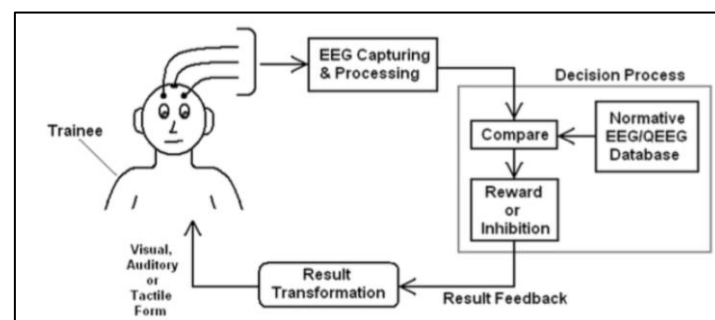 EEG Capturing
& Processing
Decision Process
Trainee
Compare
Normative
EEG/QEEG
Database
Reward
or
Inhibition
Visual,
Auditory
or
Tactile
Form
Result
Transformation
Result Feedback